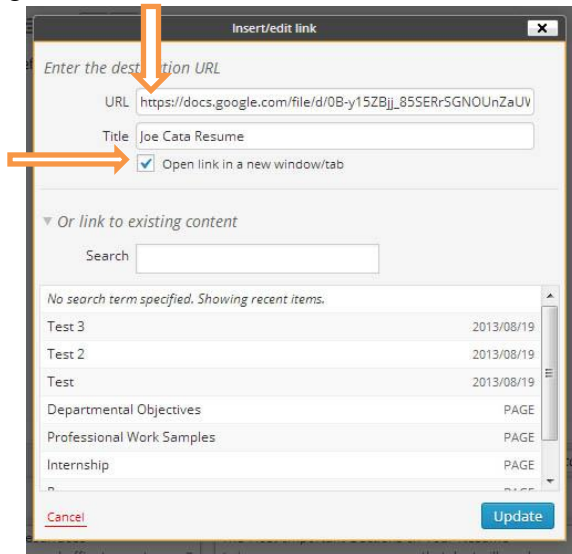 Insert/edit link
X
Enter the destination URL
URL https://docs.google.com/file/d/0B-y15ZBjj_85SERrSGNOUnZaUV
Title Joe Cata Resume
Open link in a new window/tab
Or link to existing content
Search
No search term specified. Showing recent items.
Test 3 2013/08/19
Test 2 2013/08/19
Test 2013/08/19
Departmental Objectives PAGE
Professional Work Samples PAGE
Internship PAGE
Cancel Update